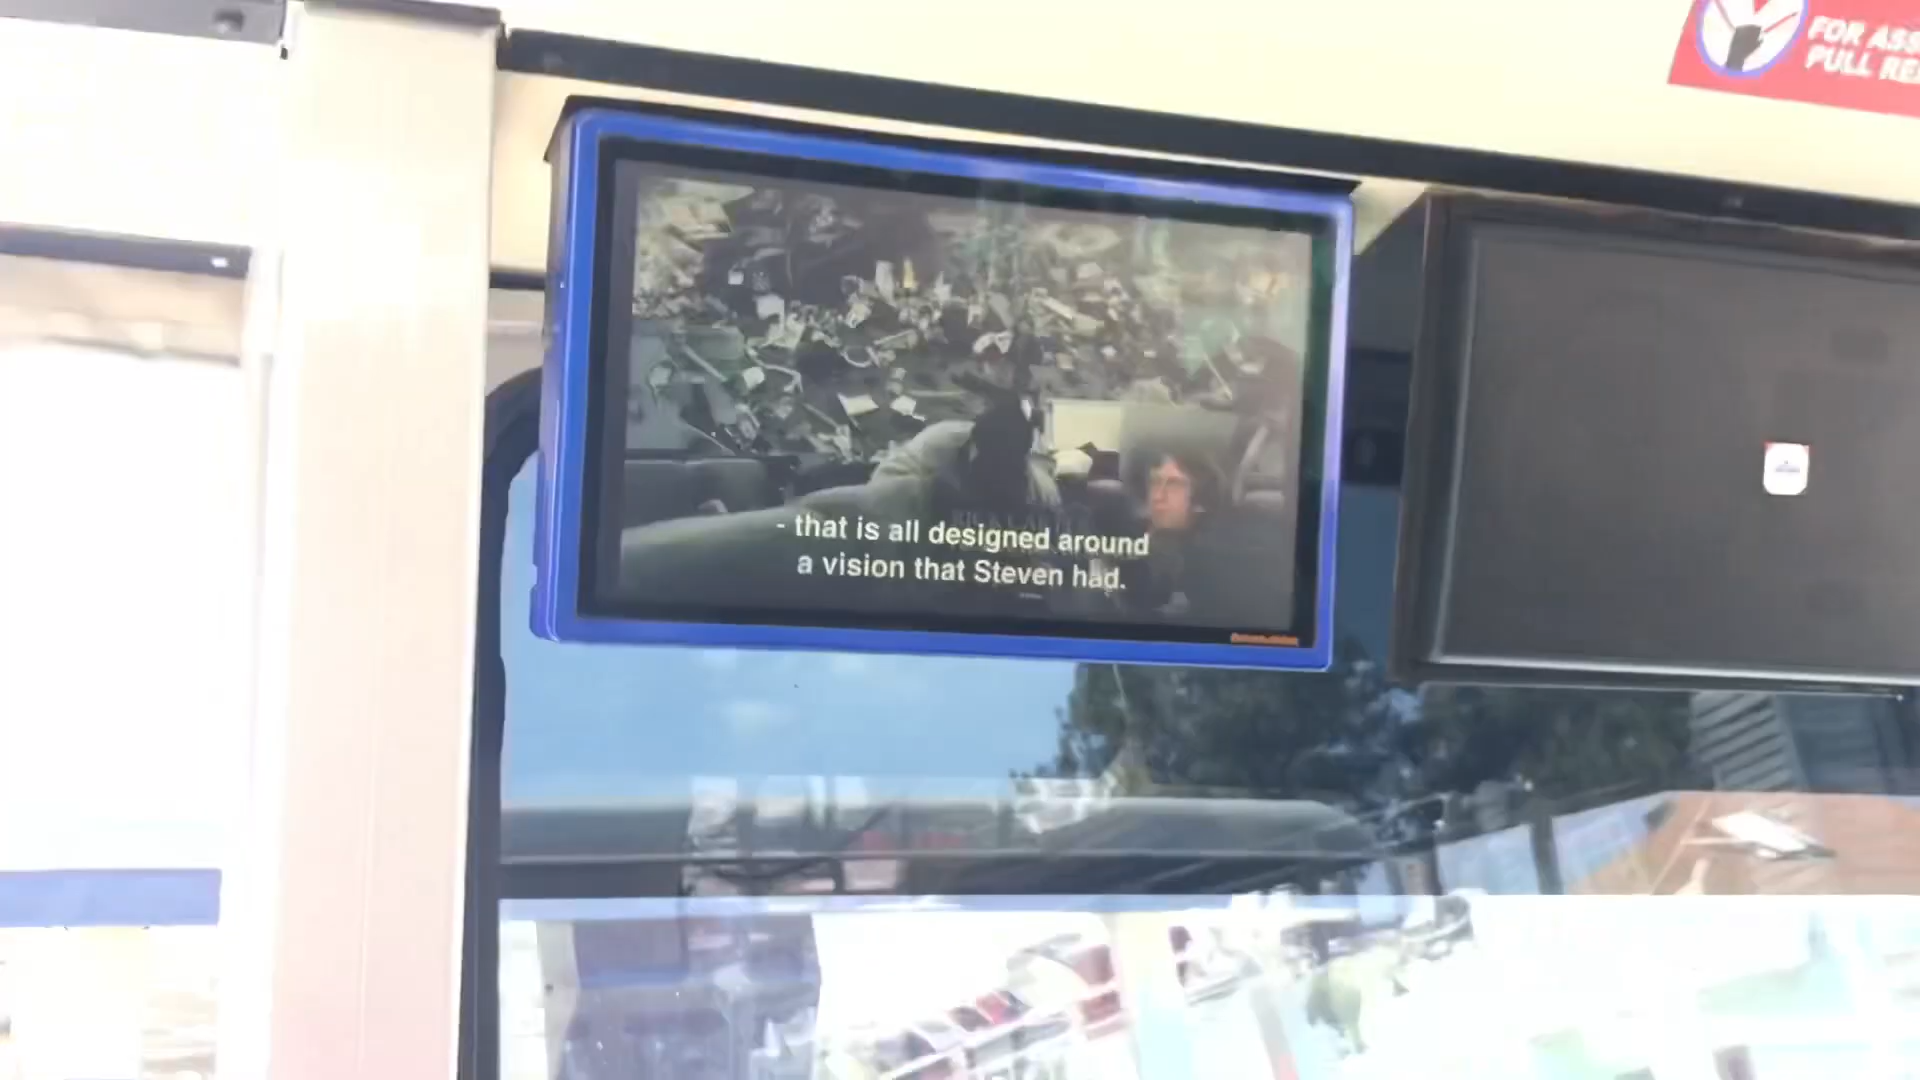 FOR ASS
PULL RE
- that is all designed around
a vision that Steven had.